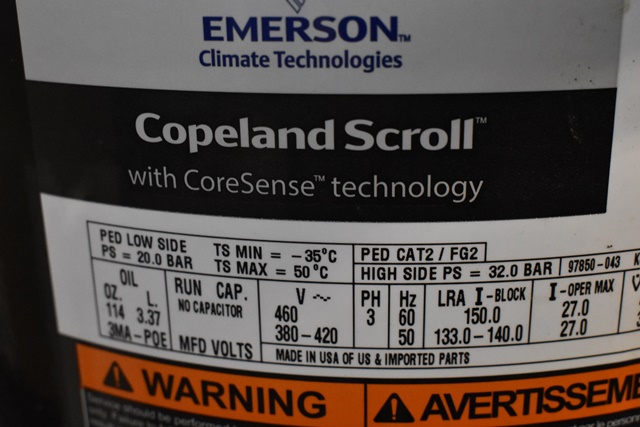 EMERSON™
Climate Technologies
Copeland Scroll™
with CoreSense™ technology
PED LOW SIDE TS MIN = -35°C PED CAT2 / FG2
PS = 20.0 BAR TS MAX = 50°C HIGH SIDE PS = 32.0 BAR 97850-043
OIL RUN CAP. V ~ PH Hz LRA I-BLOCK I-OPER MAX
OZ. L. NO CAPACITOR 460 3 60 150.0 27.0
114 3.37 380-420 50 133.0-140.0 27.0
3MA-POE MFD VOLTS MADE IN USA OF US & IMPORTED PARTS
WARNING AVERTISSEME